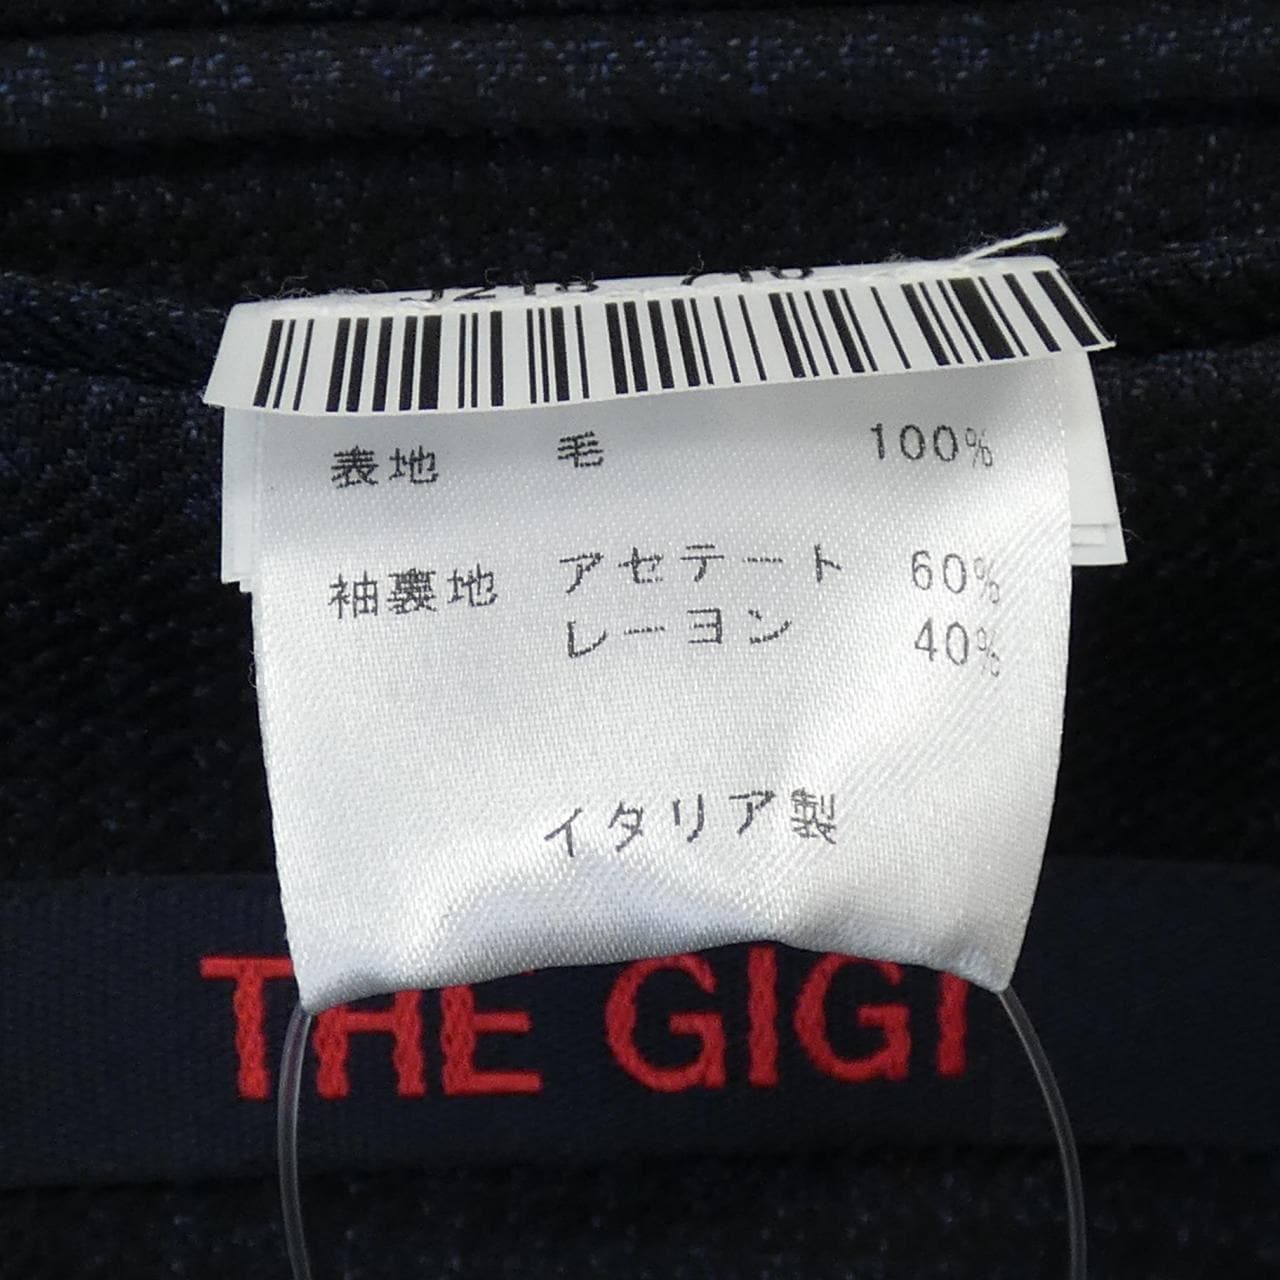 表地 毛 100%
袖裏地 アセテート 60%
レーヨン 40%
イタリア製
THE GIGI